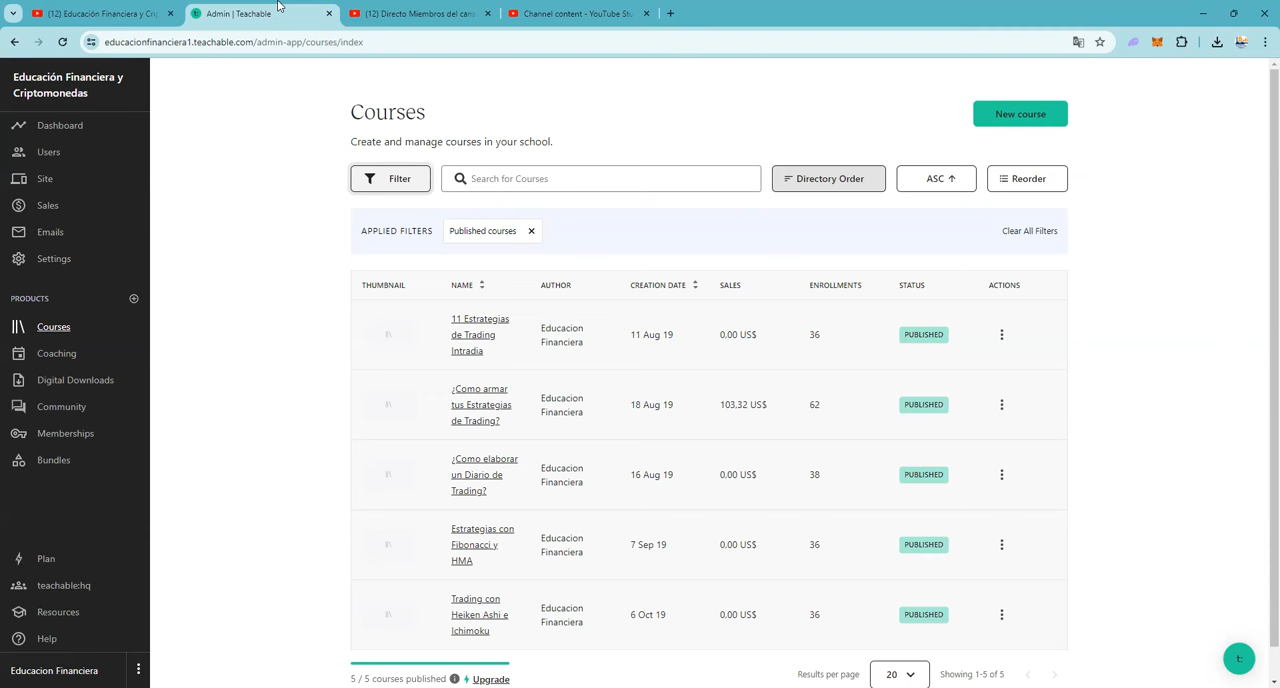 (12) Educación Financiera y Crip
Admin | Teachable
(12) Directo Miembros del cana
Channel content - YouTube Stu
educacionfinanciera1.teachable.com/admin-app/courses/index
Educación Financiera y
Criptomonedas
Dashboard
Users
Site
Sales
Emails
Settings
PRODUCTS
Courses
Coaching
Digital Downloads
Community
Memberships
Bundles
Plan
teachable:hq
Resources
Help
Educacion Financiera
Courses
New course
Create and manage courses in your school.
Filter
Search for Courses
Directory Order
ASC
Reorder
APPLIED FILTERS
Published courses
Clear All Filters
THUMBNAIL NAME AUTHOR CREATION DATE SALES ENROLLMENTS STATUS ACTIONS
11 Estrategias
de Trading
Intradia
Educacion
Financiera
11 Aug 19
0,00 US$
36
PUBLISHED
¿Como armar
tus Estrategias
de Trading?
Educacion
Financiera
18 Aug 19
103,32 US$
62
PUBLISHED
¿Como elaborar
un Diario de
Trading?
Educacion
Financiera
16 Aug 19
0,00 US$
38
PUBLISHED
Estrategias con
Fibonacci y
HMA
Educacion
Financiera
7 Sep 19
0,00 US$
36
PUBLISHED
Trading con
Heiken Ashi e
Ichimoku
Educacion
Financiera
6 Oct 19
0,00 US$
36
PUBLISHED
5 / 5 courses published
Upgrade
Results per page
20
Showing 1-5 of 5
t: